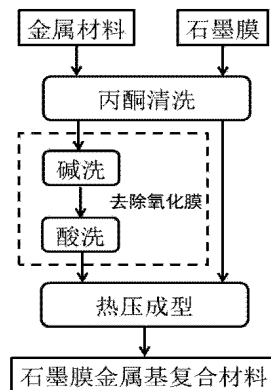 金属材料
石墨膜
丙酮清洗
碱洗
去除氧化膜
酸洗
热压成型
石墨膜金属基复合材料